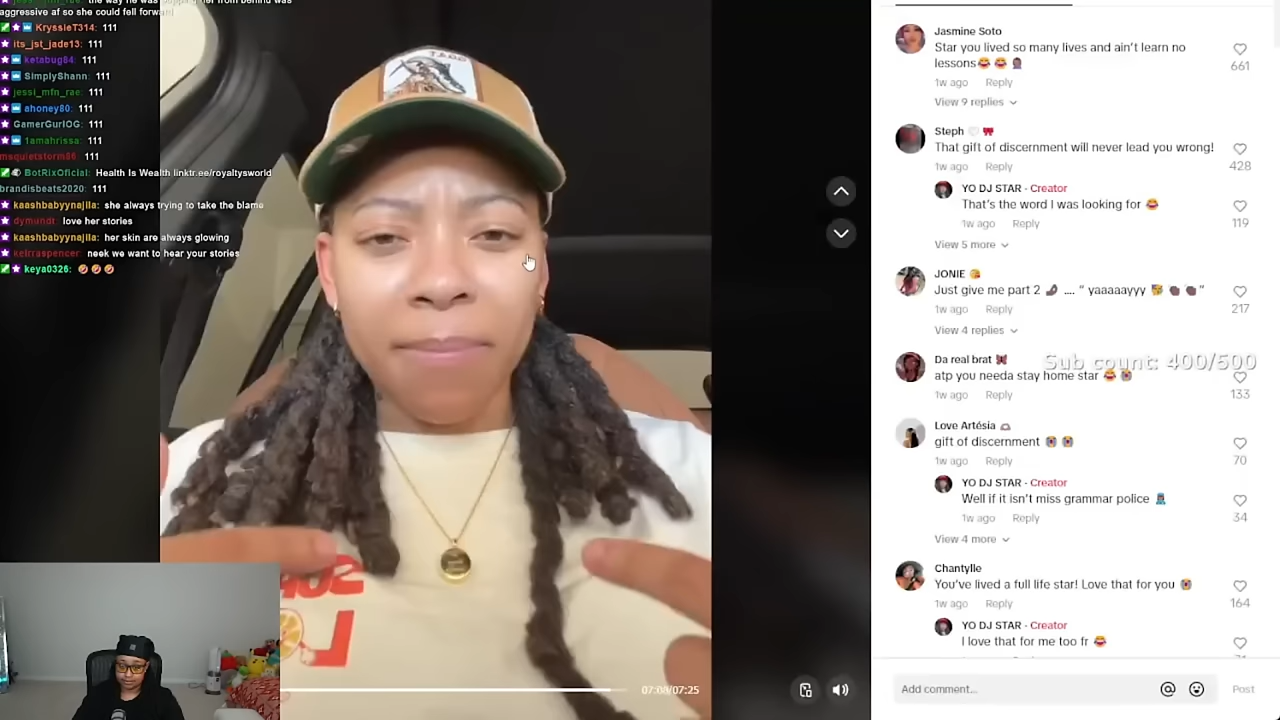 aggressive af so she could fell forward
KryssieT314: 111
its_jst_jade13: 111
ketabug64: 111
SimplyShann: 111
jessi_mfn_rae: 111
ahoney80: 111
GamerGurlOG: 111
1amahrissa: 111
msquietstorm86: 111
BotRixOficial: Health Is Wealth linktr.ee/royaltysworld
brandisbeats2020: 111
kaashbabyynajlla: she always trying to take the blame
dymundt: love her stories
kaashbabyynajlla: her skin are always glowing
keirraspencer: neek we want to hear your stories
keya0326: 🤣🤣🤣
07:08/07:25
Jasmine Soto
Star you lived so many lives and ain't learn no
lessons😂😂
661
1w ago Reply
View 9 replies
Steph
That gift of discernment will never lead you wrong!
428
1w ago Reply
YO DJ STAR · Creator
That's the word I was looking for 😂
119
1w ago Reply
View 5 more
JONIE
Just give me part 2 .... " yaaaaayyy "
217
1w ago Reply
View 4 replies
Da real brat
Sub count: 400/500
atp you needa stay home star 😂😭
133
1w ago Reply
Love Artésia
gift of discernment 😭😭
70
1w ago Reply
YO DJ STAR · Creator
Well if it isn't miss grammar police
34
1w ago Reply
View 4 more
Chantylle
You've lived a full life star! Love that for you 😭
164
1w ago Reply
YO DJ STAR · Creator
I love that for me too fr 😂
Add comment...
Post